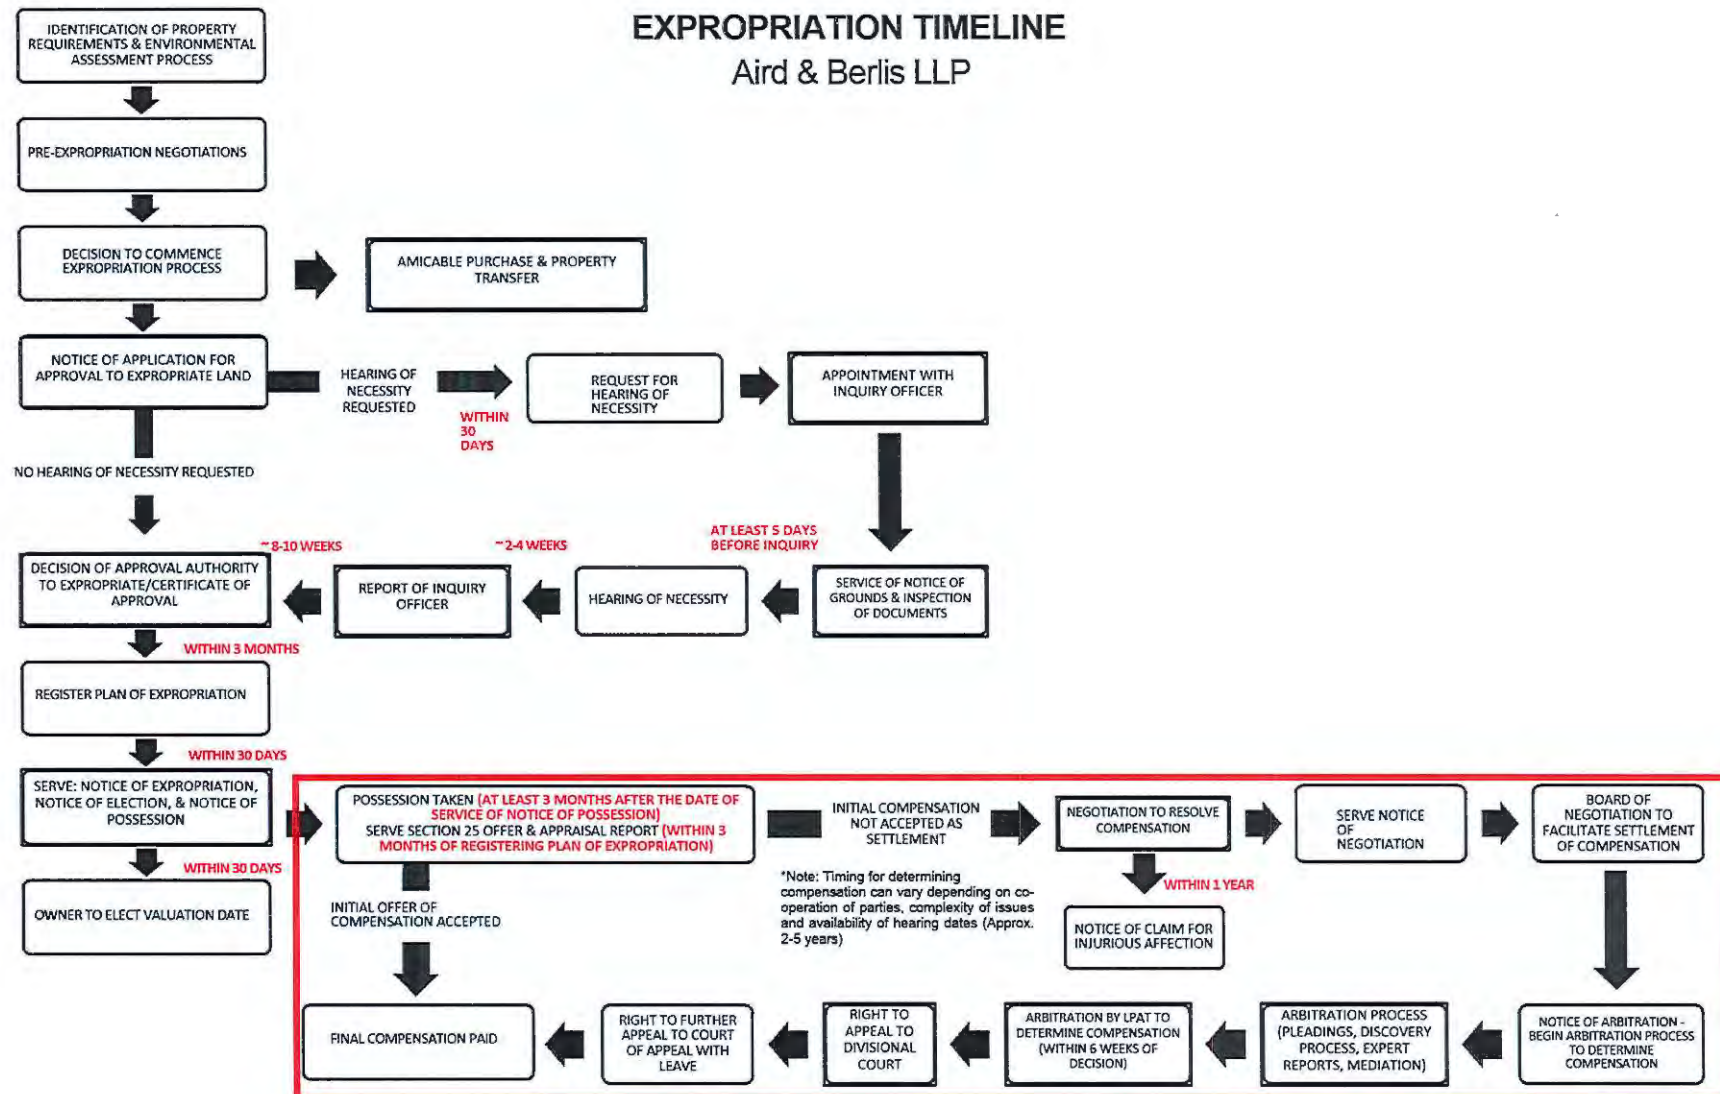 EXPROPRIATION TIMELINE
Aird & Berlis LLP
IDENTIFICATION OF PROPERTY
REQUIREMENTS & ENVIRONMENTAL
ASSESSMENT PROCESS
PRE-EXPROPRIATION NEGOTIATIONS
DECISION TO COMMENCE
EXPROPRIATION PROCESS
AMICABLE PURCHASE & PROPERTY
TRANSFER
NOTICE OF APPLICATION FOR
APPROVAL TO EXPROPRIATE LAND
HEARING OF
NECESSITY
REQUESTED
WITHIN
30
DAYS
REQUEST FOR
HEARING OF
NECESSITY
APPOINTMENT WITH
INQUIRY OFFICER
NO HEARING OF NECESSITY REQUESTED
AT LEAST 5 DAYS
BEFORE INQUIRY
~2-4 WEEKS
~8-10 WEEKS
DECISION OF APPROVAL AUTHORITY
TO EXPROPRIATE/CERTIFICATE OF
APPROVAL
REPORT OF INQUIRY
OFFICER
HEARING OF NECESSITY
SERVICE OF NOTICE OF
GROUNDS & INSPECTION
OF DOCUMENTS
WITHIN 3 MONTHS
REGISTER PLAN OF EXPROPRIATION
WITHIN 30 DAYS
SERVE: NOTICE OF EXPROPRIATION,
NOTICE OF ELECTION, & NOTICE OF
POSSESSION
WITHIN 30 DAYS
OWNER TO ELECT VALUATION DATE
POSSESSION TAKEN (AT LEAST 3 MONTHS AFTER THE DATE OF
SERVICE OF NOTICE OF POSSESSION)
SERVE SECTION 25 OFFER & APPRAISAL REPORT (WITHIN 3
MONTHS OF REGISTERING PLAN OF EXPROPRIATION)
INITIAL COMPENSATION
NOT ACCEPTED AS
SETTLEMENT
NEGOTIATION TO RESOLVE
COMPENSATION
SERVE NOTICE
OF
NEGOTIATION
BOARD OF
NEGOTIATION TO
FACILITATE SETTLEMENT
OF COMPENSATION
INITIAL OFFER OF
COMPENSATION ACCEPTED
*Note: Timing for determining
compensation can vary depending on co-
operation of parties, complexity of issues
and availability of hearing dates (Approx.
2-5 years)
WITHIN 1 YEAR
NOTICE OF CLAIM FOR
INJURIOUS AFFECTION
FINAL COMPENSATION PAID
RIGHT TO FURTHER
APPEAL TO COURT
OF APPEAL WITH
LEAVE
RIGHT TO
APPEAL TO
DIVISIONAL
COURT
ARBITRATION BY LPAT TO
DETERMINE COMPENSATION
(WITHIN 6 WEEKS OF
DECISION)
ARBITRATION PROCESS
(PLEADINGS, DISCOVERY
PROCESS, EXPERT
REPORTS, MEDIATION)
NOTICE OF ARBITRATION -
BEGIN ARBITRATION PROCESS
TO DETERMINE
COMPENSATION